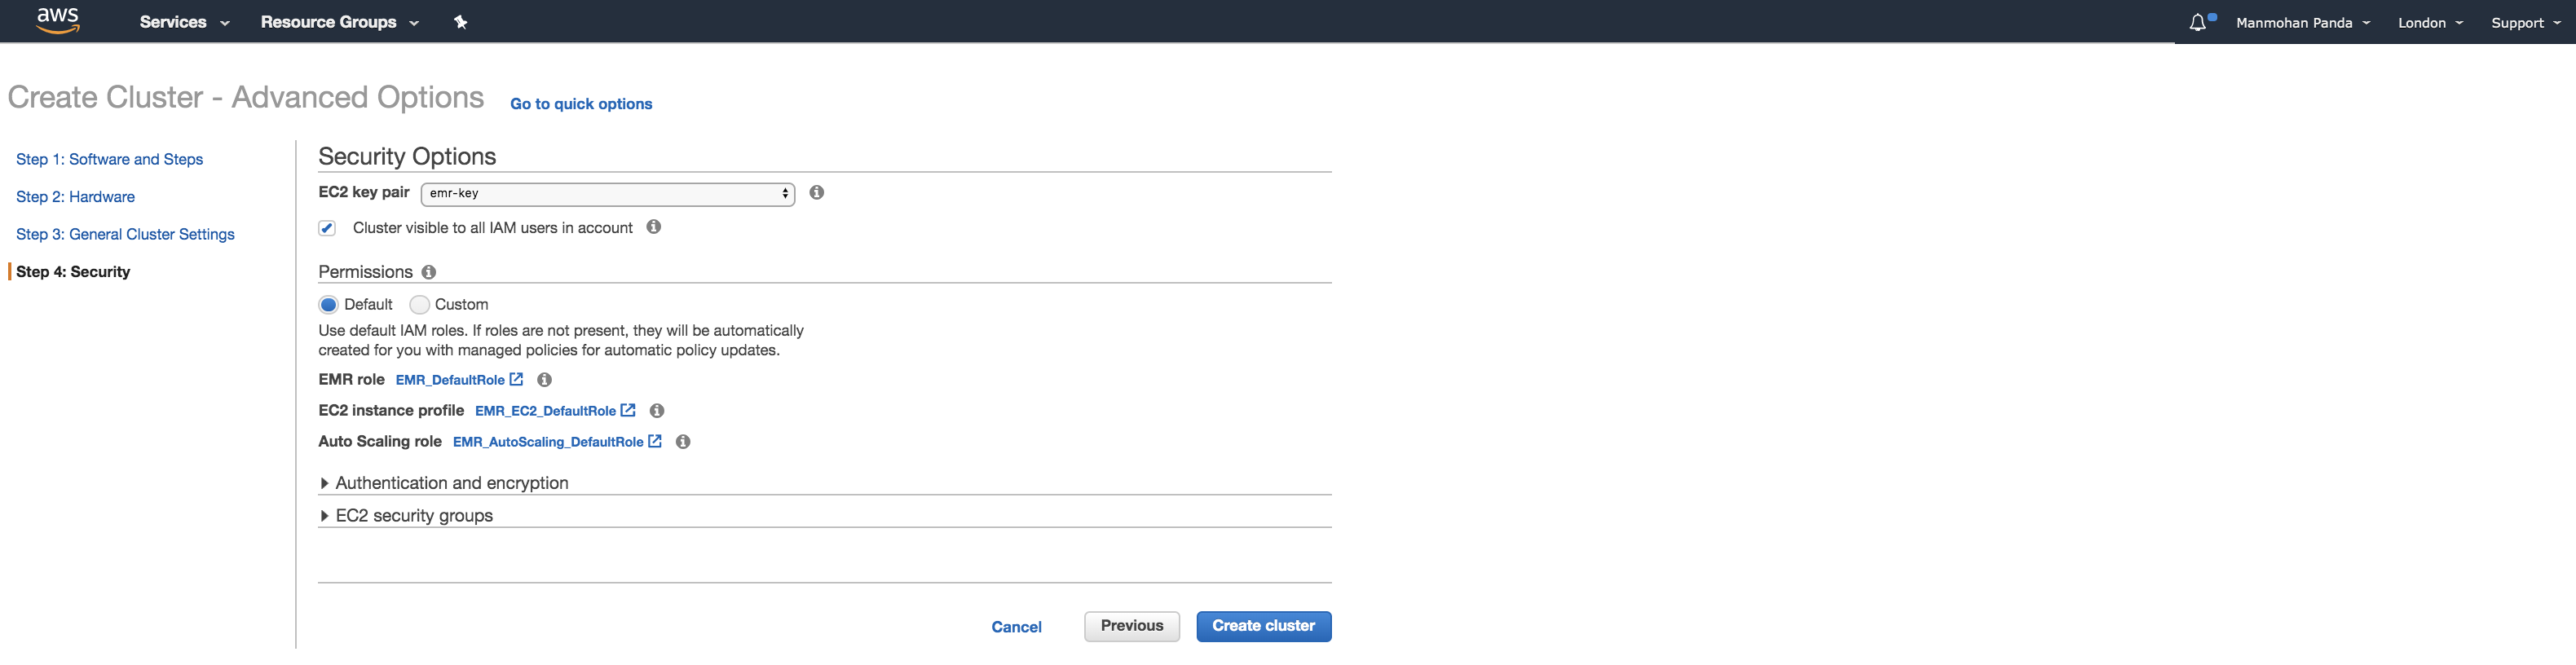 aws Services Resource Groups Manmohan Panda London Support
Create Cluster - Advanced Options Go to quick options
Step 1: Software and Steps
Step 2: Hardware
Step 3: General Cluster Settings
Step 4: Security
Security Options
EC2 key pair emr-key
Cluster visible to all IAM users in account
Permissions
Default Custom
Use default IAM roles. If roles are not present, they will be automatically
created for you with managed policies for automatic policy updates.
EMR role EMR_DefaultRole
EC2 instance profile EMR_EC2_DefaultRole
Auto Scaling role EMR_AutoScaling_DefaultRole
Authentication and encryption
EC2 security groups
Cancel Previous Create cluster